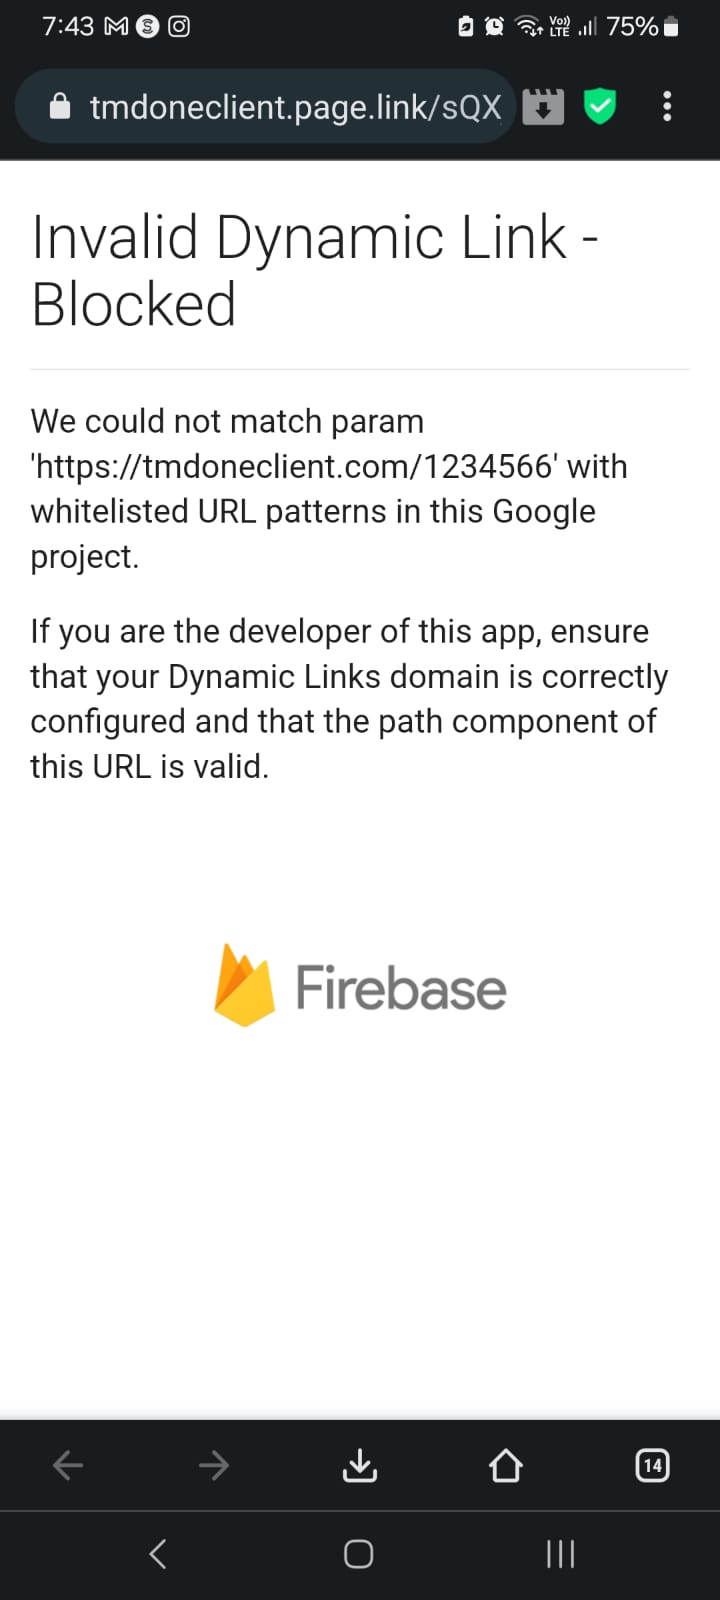 7:43
Vo)) LTE 75%
tmdoneclient.page.link/sQX
Invalid Dynamic Link -
Blocked
We could not match param
'https://tmdoneclient.com/1234566' with
whitelisted URL patterns in this Google
project.
If you are the developer of this app, ensure
that your Dynamic Links domain is correctly
configured and that the path component of
this URL is valid.
Firebase
14